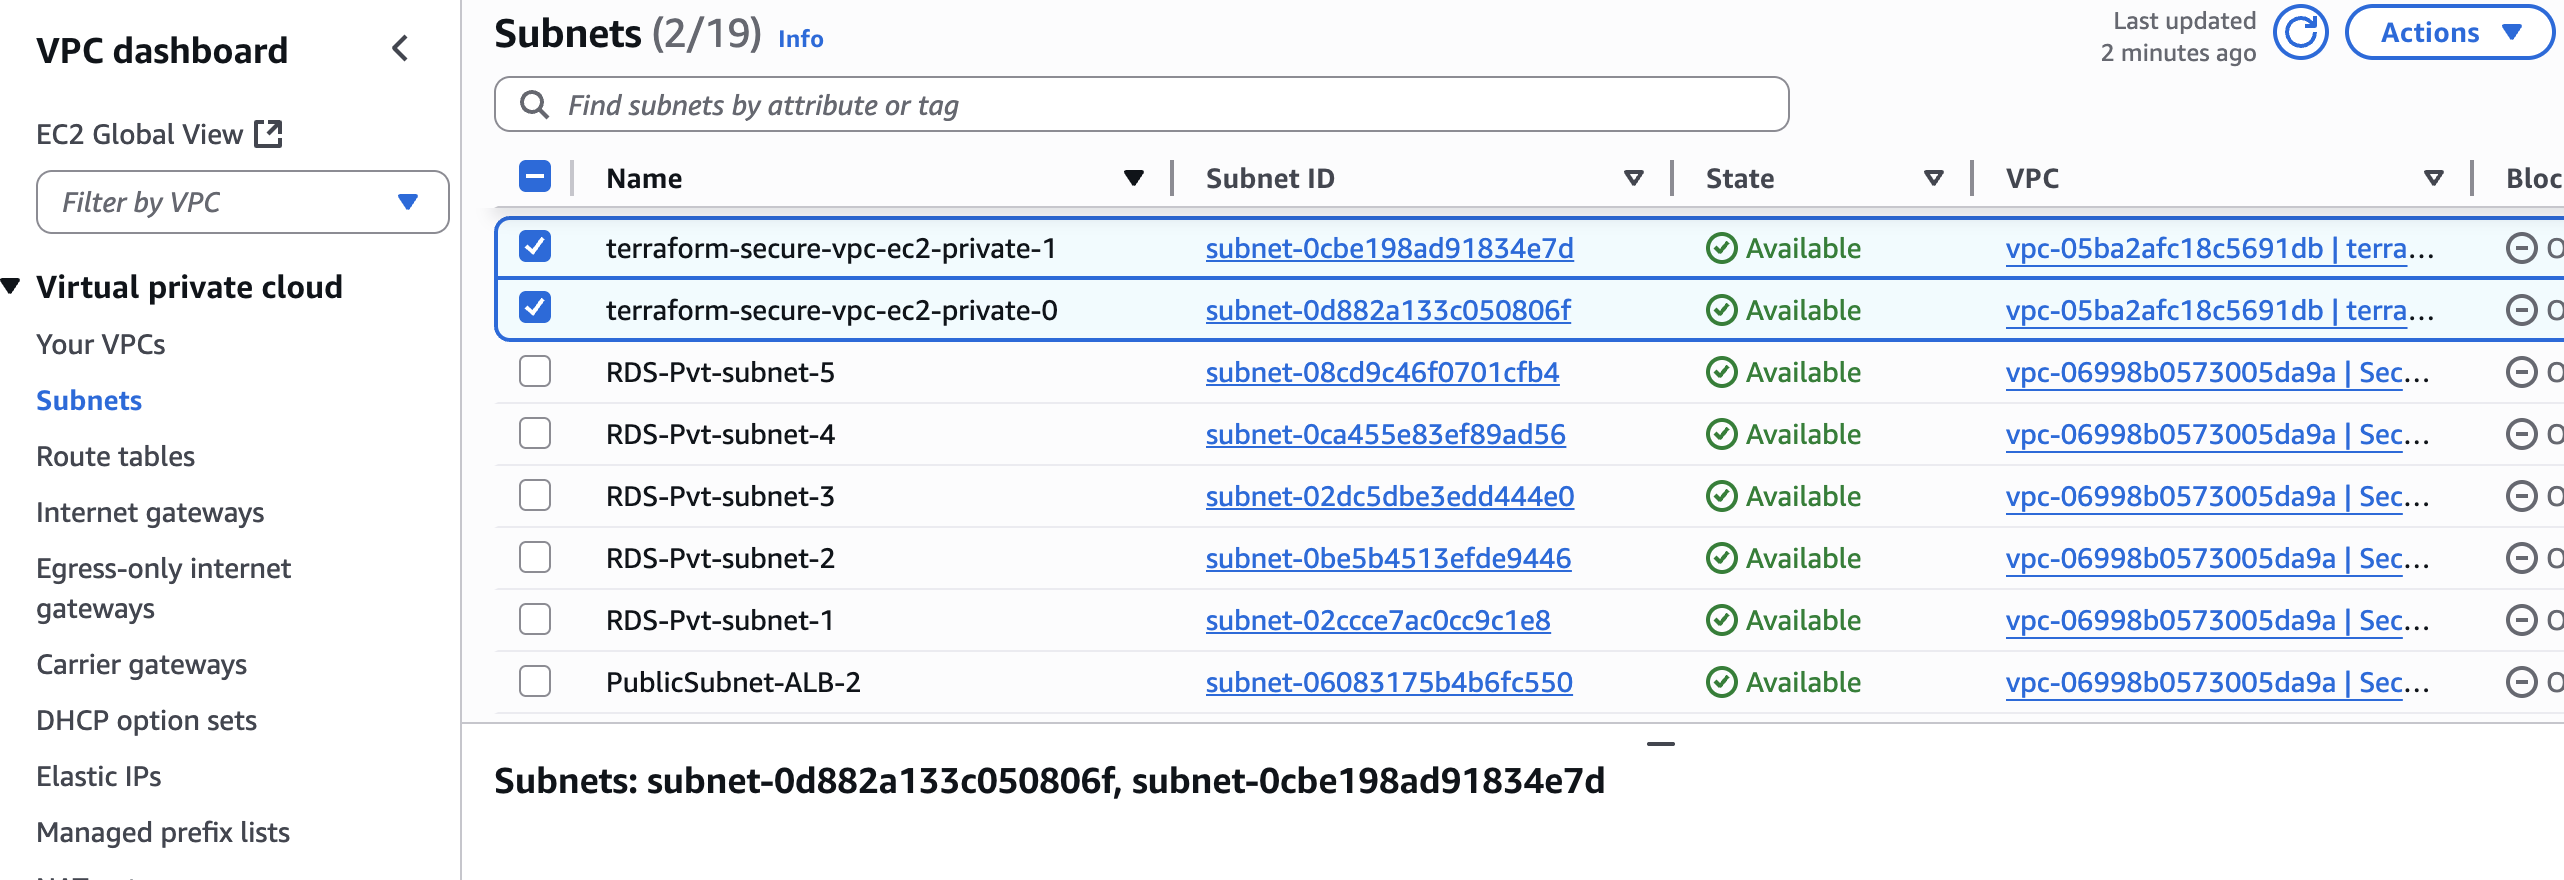 VPC dashboard
EC2 Global View
Filter by VPC
Virtual private cloud
Your VPCs
Subnets
Route tables
Internet gateways
Egress-only internet
gateways
Carrier gateways
DHCP option sets
Elastic IPs
Managed prefix lists
Subnets (2/19) Info
Last updated
2 minutes ago
Actions
Find subnets by attribute or tag
Name Subnet ID State VPC Bloc
terraform-secure-vpc-ec2-private-1 subnet-0cbe198ad91834e7d Available vpc-05ba2afc18c5691db | terra...
terraform-secure-vpc-ec2-private-0 subnet-0d882a133c050806f Available vpc-05ba2afc18c5691db | terra...
RDS-Pvt-subnet-5 subnet-08cd9c46f0701cfb4 Available vpc-06998b0573005da9a | Sec...
RDS-Pvt-subnet-4 subnet-0ca455e83ef89ad56 Available vpc-06998b0573005da9a | Sec...
RDS-Pvt-subnet-3 subnet-02dc5dbe3edd444e0 Available vpc-06998b0573005da9a | Sec...
RDS-Pvt-subnet-2 subnet-0be5b4513efde9446 Available vpc-06998b0573005da9a | Sec...
RDS-Pvt-subnet-1 subnet-02ccce7ac0cc9c1e8 Available vpc-06998b0573005da9a | Sec...
PublicSubnet-ALB-2 subnet-06083175b4b6fc550 Available vpc-06998b0573005da9a | Sec...
Subnets: subnet-0d882a133c050806f, subnet-0cbe198ad91834e7d